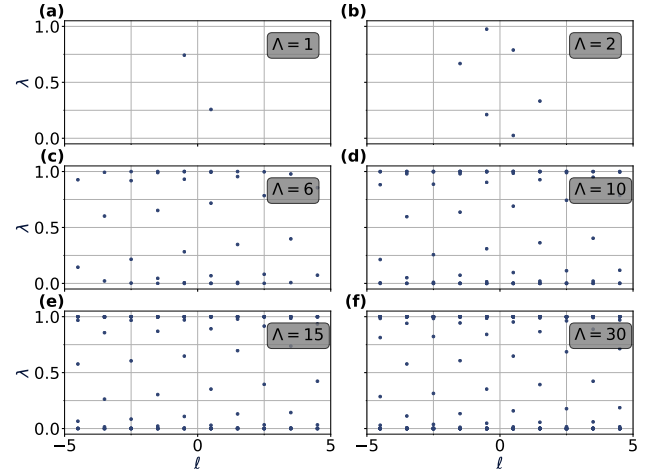 (a) (b)
1.0 Λ = 1 Λ = 2
λ 0.5
0.0
(c) (d)
1.0 Λ = 6 Λ = 10
λ 0.5
0.0
(e) (f)
1.0 Λ = 15 Λ = 30
λ 0.5
0.0
−5 0 5 −5 0 5
ℓ ℓ